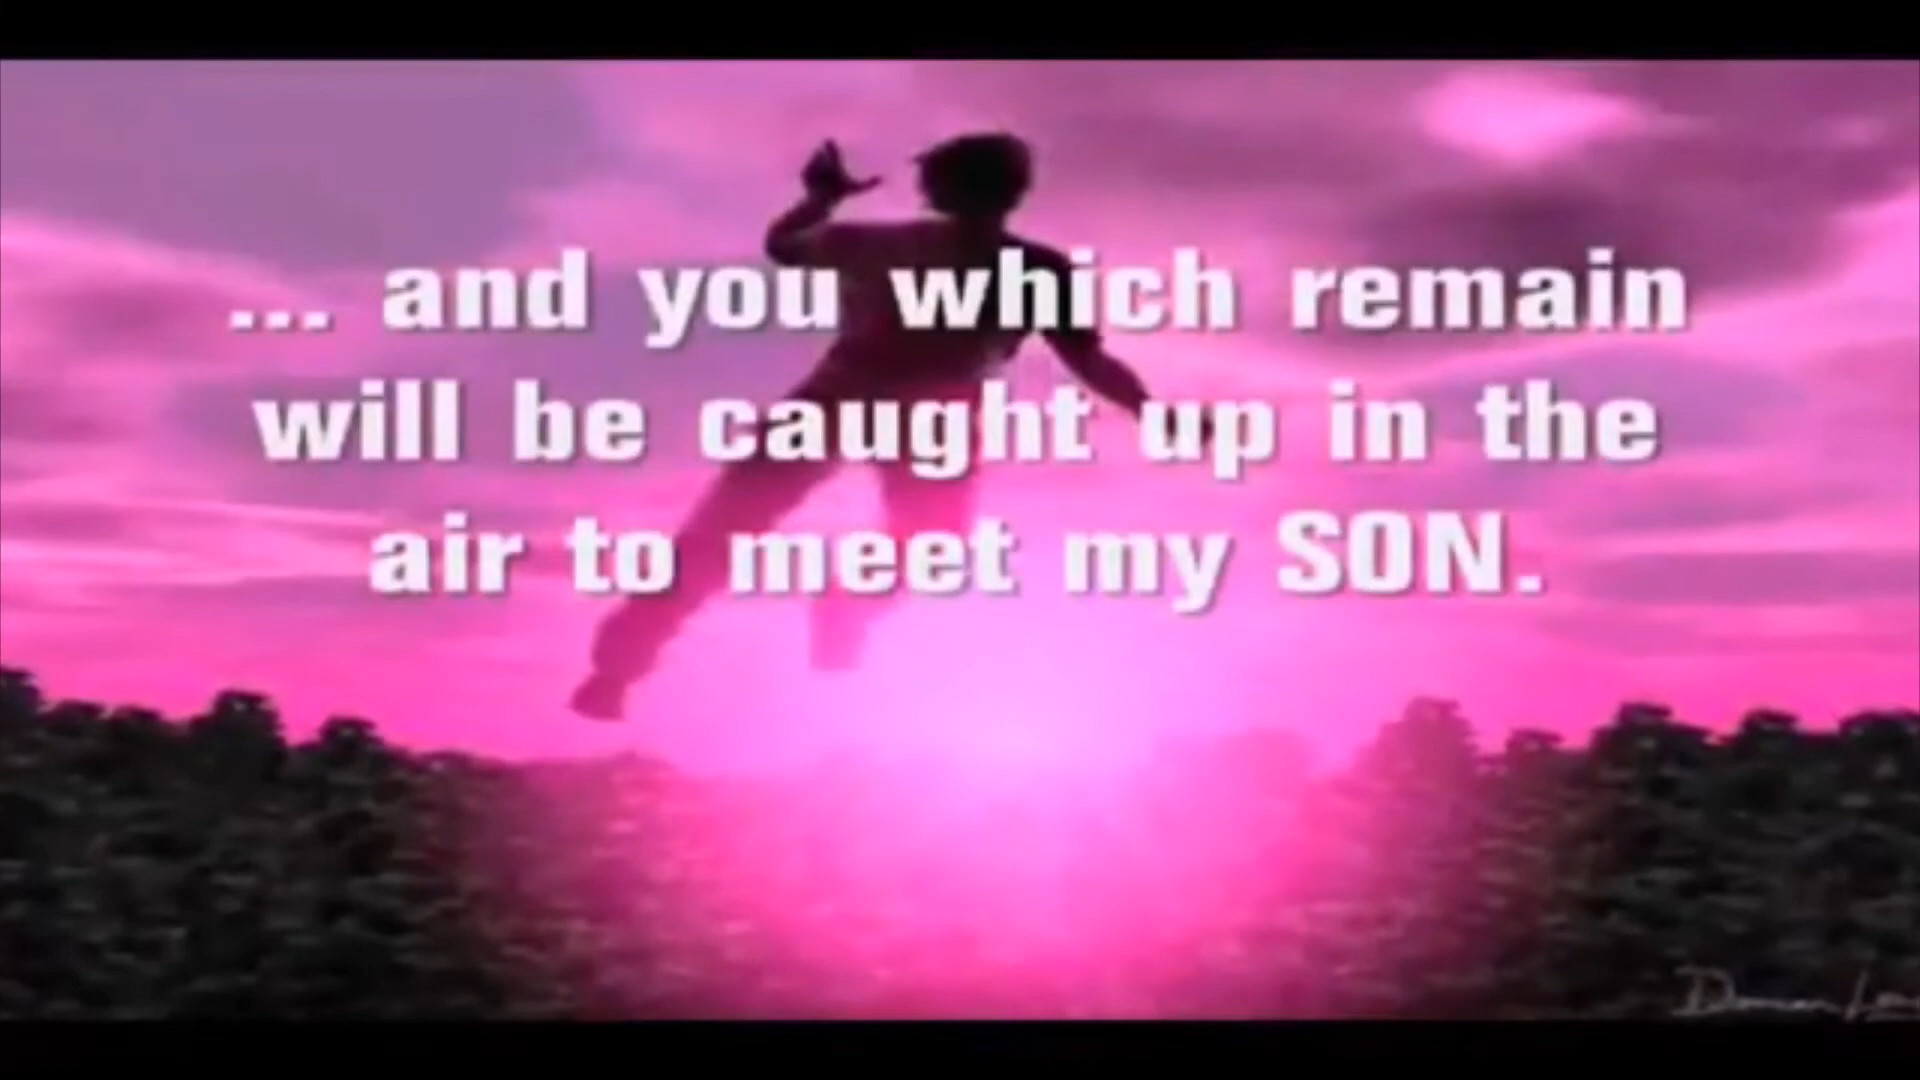 ... and you which remain
will be caught up in the
air to meet my SON.